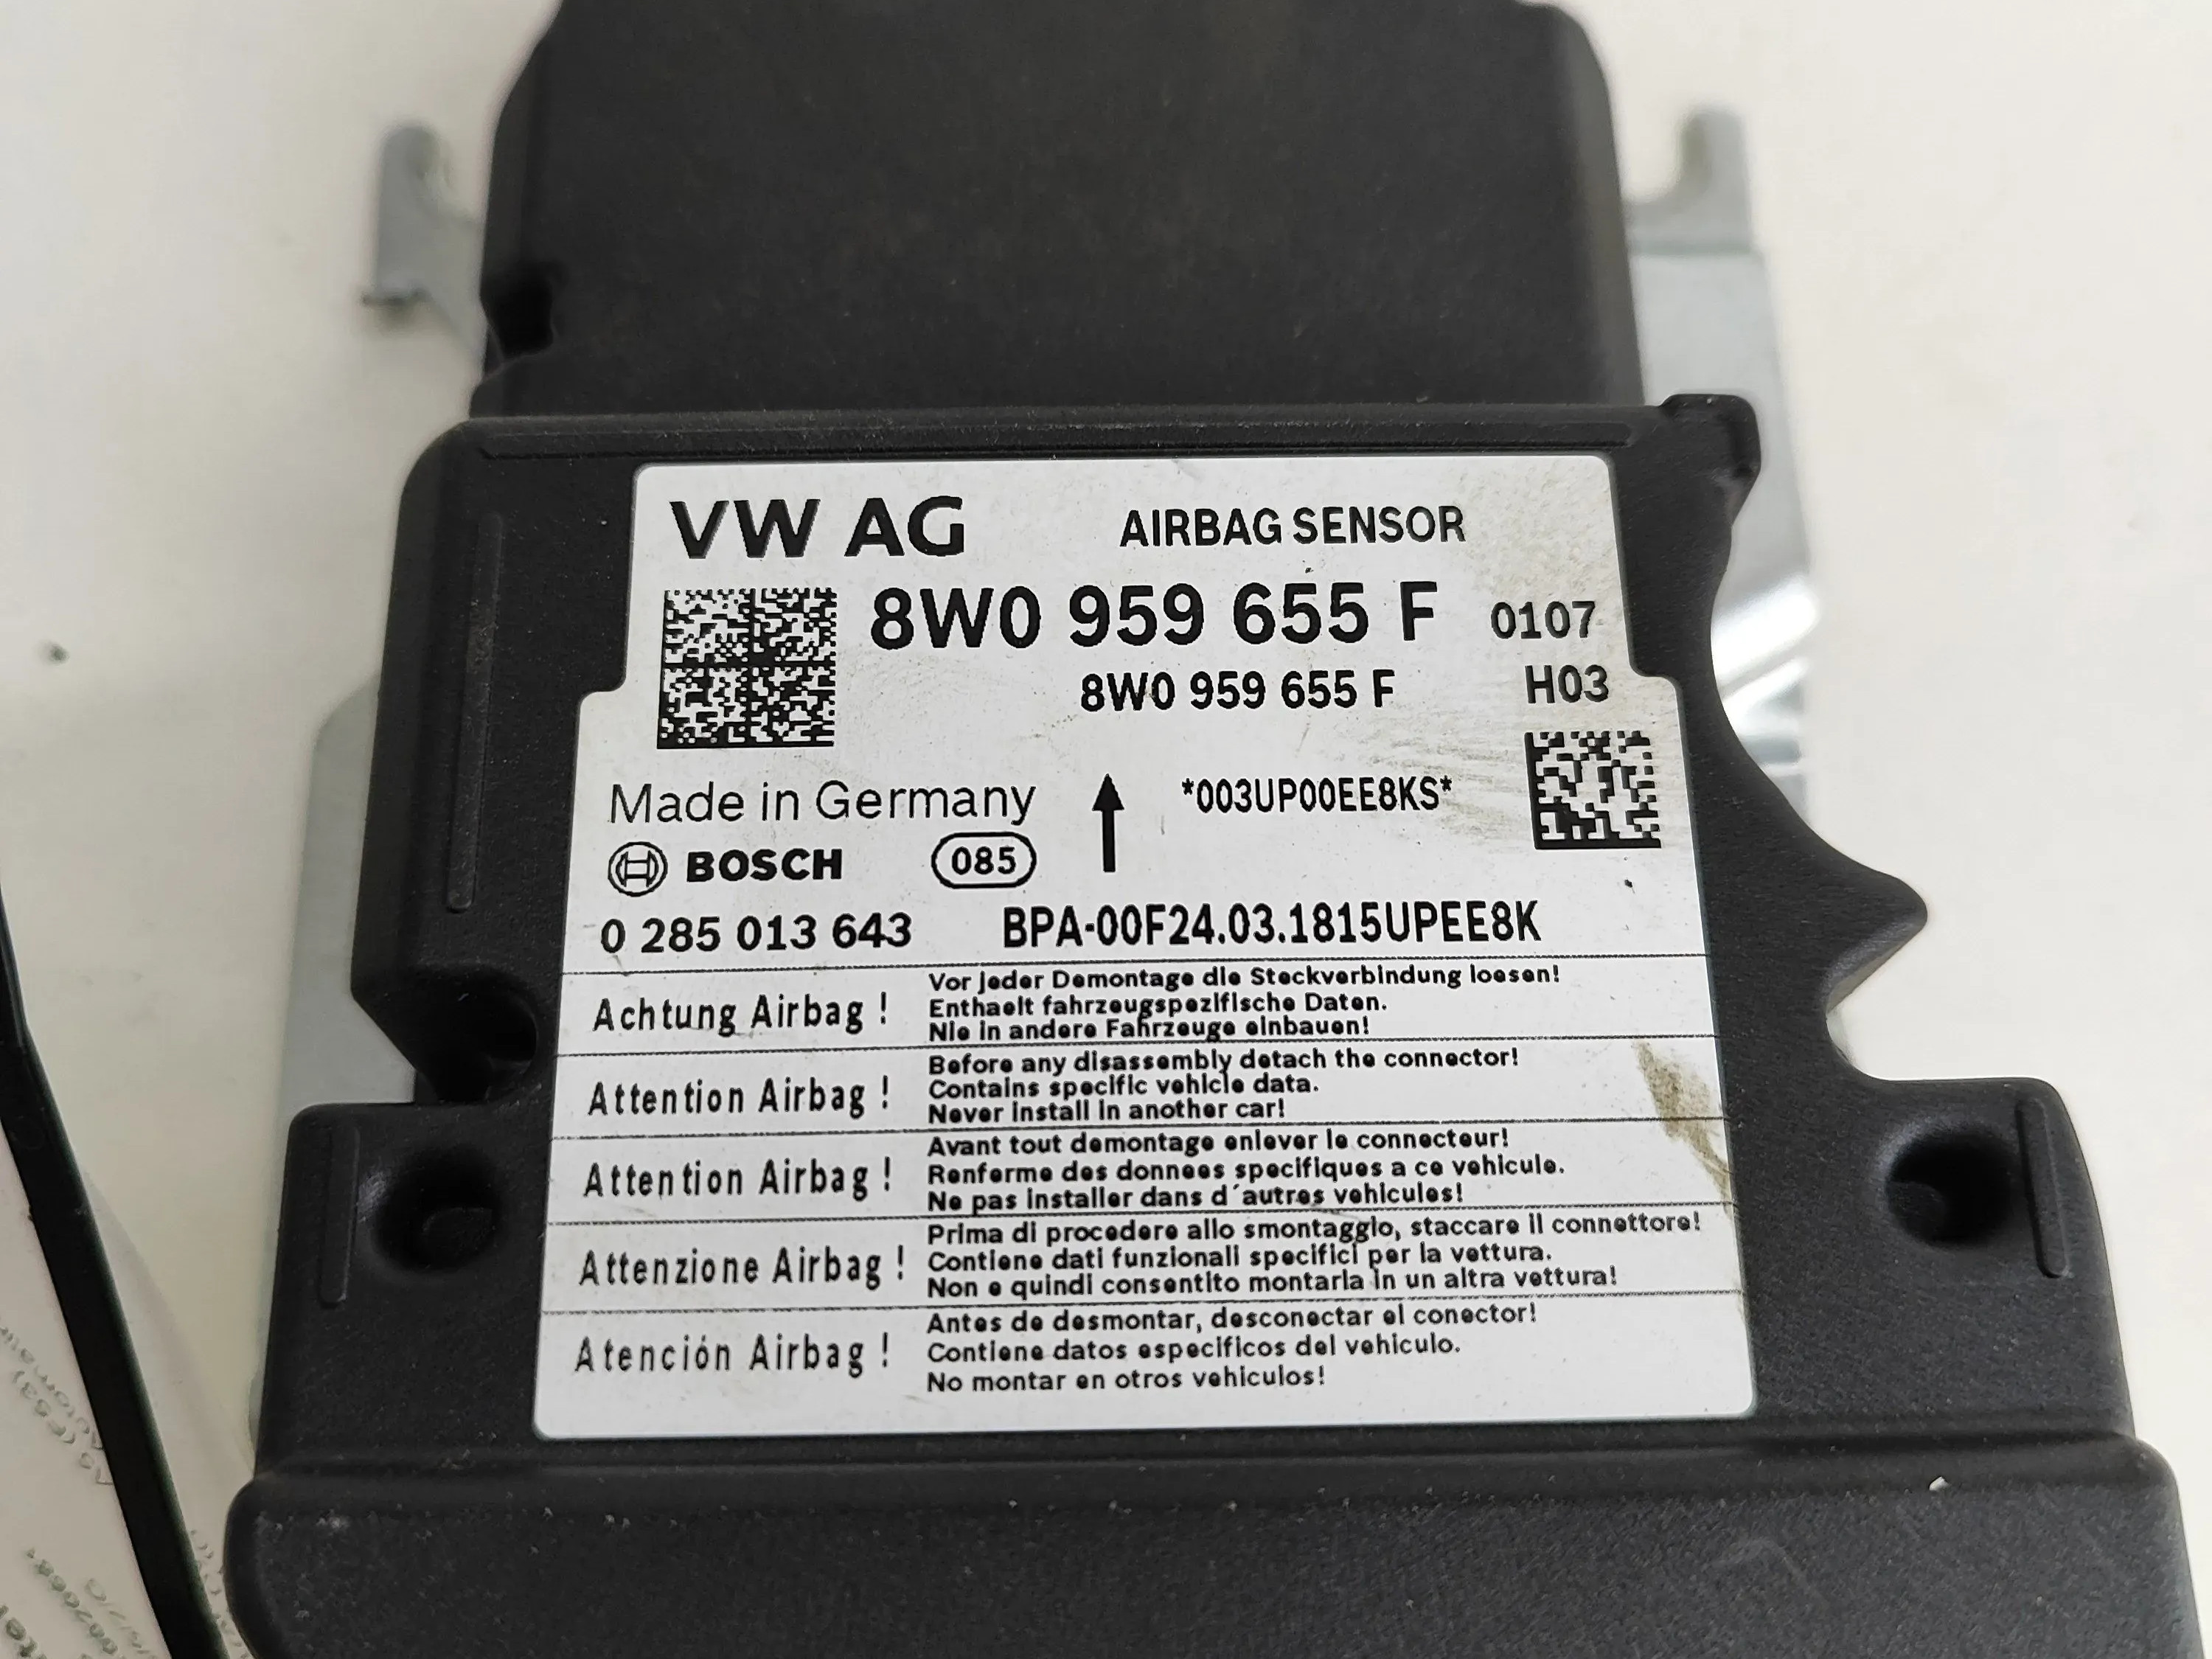 VW AG AIRBAG SENSOR
8W0 959 655 F 0107
8W0 959 655 F H03
Made in Germany *003UP00EE8KS*
BOSCH 085
0 285 013 643 BPA-00F24.03.1815UPEE8K
Achtung Airbag !
Vor jeder Demontage die Steckverbindung loesen!
Enthaelt fahrzeugspezifische Daten.
Nie in andere Fahrzeuge einbauen!
Attention Airbag !
Before any disassembly detach the connector!
Contains specific vehicle data.
Never install in another car!
Attention Airbag !
Avant tout demontage enlever le connecteur!
Renferme des donnees specifiques a ce vehicule.
Ne pas installer dans d´autres vehicules!
Attenzione Airbag !
Prima di procedere allo smontaggio, staccare il connettore!
Contiene dati funzionali specifici per la vettura.
Non e quindi consentito montarla in un altra vettura!
Atención Airbag !
Antes de desmontar, desconectar el conector!
Contiene datos especificos del vehiculo.
No montar en otros vehiculos!